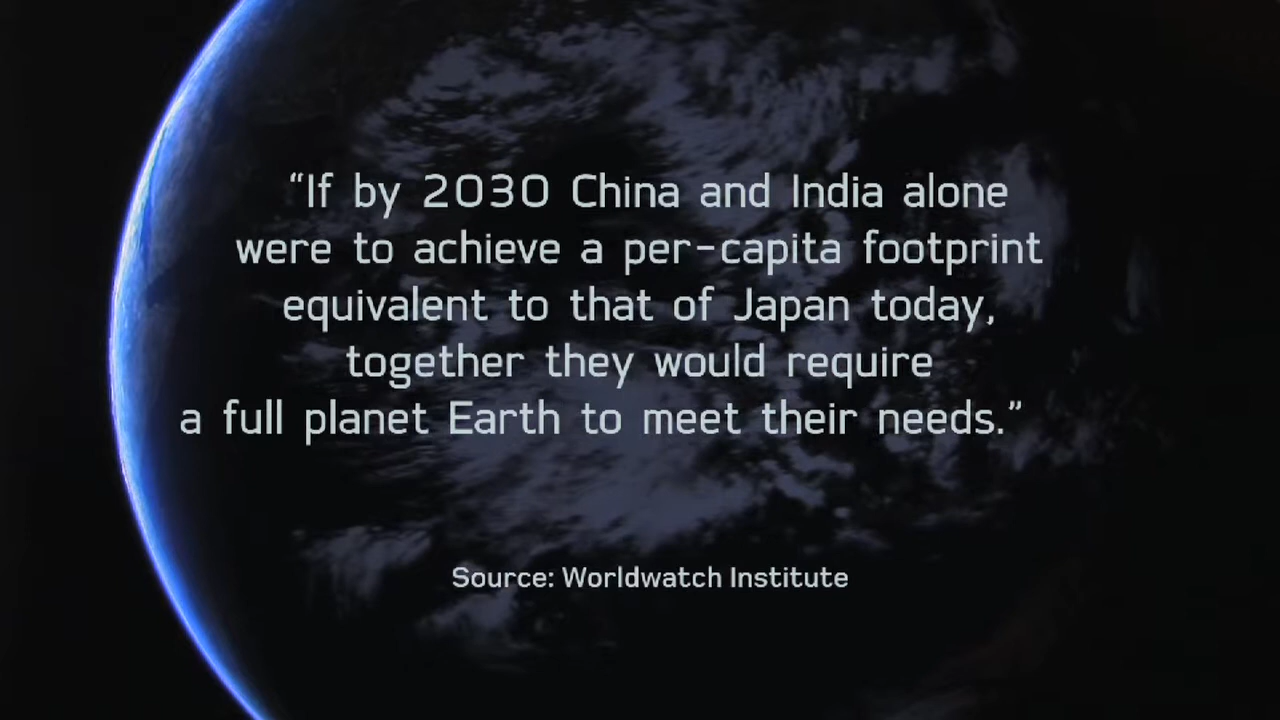 “If by 2030 China and India alone
were to achieve a per-capita footprint
equivalent to that of Japan today,
together they would require
a full planet Earth to meet their needs.”
Source: Worldwatch Institute